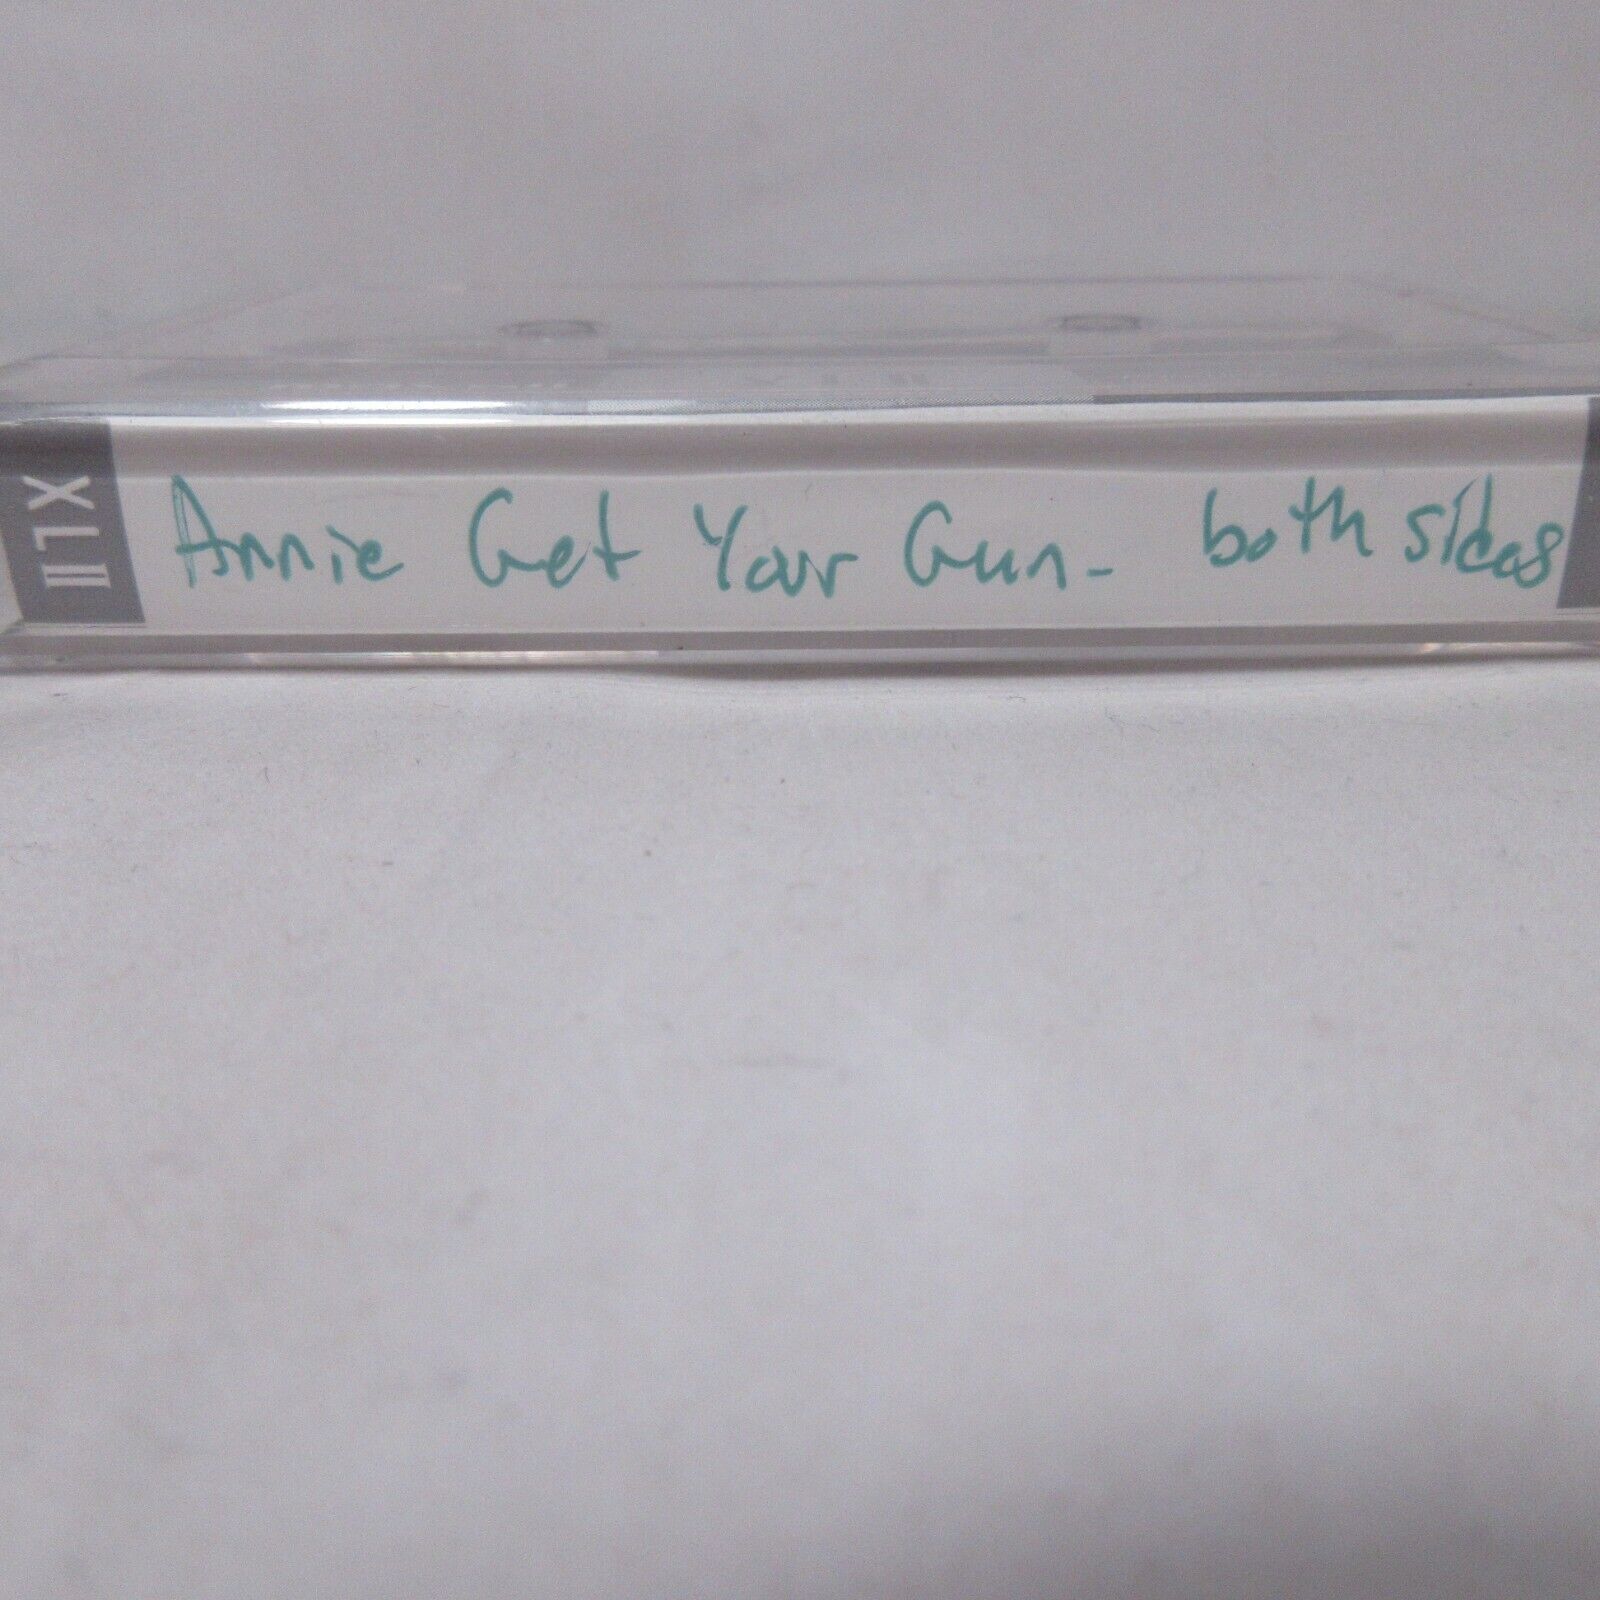 XL II
Annie Get Your Gun - both sides